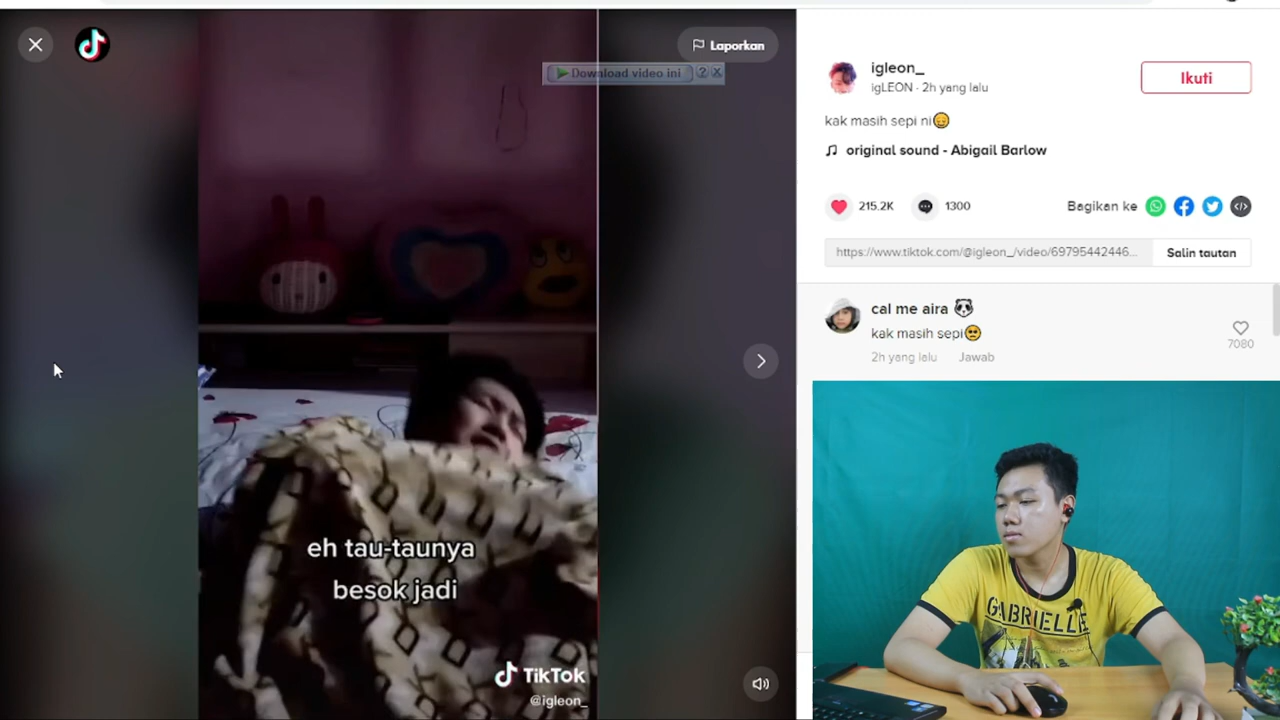 Laporkan
Download video ini
eh tau-taunya
besok jadi
TikTok
@igleon_
igleon_
igLEON · 2h yang lalu
Ikuti
kak masih sepi ni😔
original sound - Abigail Barlow
215.2K
1300
Bagikan ke
https://www.tiktok.com/@igleon_/video/69795442446...
Salin tautan
cal me aira 🐼
kak masih sepi🥺
2h yang lalu
Jawab
7080
GABRIELLE